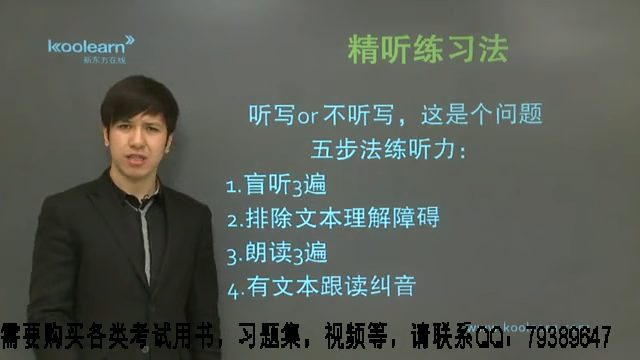 koolearn
新东方在线
精听练习法
听写or不听写，这是个问题
五步法练听力：
1.盲听3遍
2.排除文本理解障碍
3.朗读3遍
4.有文本跟读纠音
www.koolearn
需要购买各类考试用书，习题集，视频等，请联系QQ：79389647